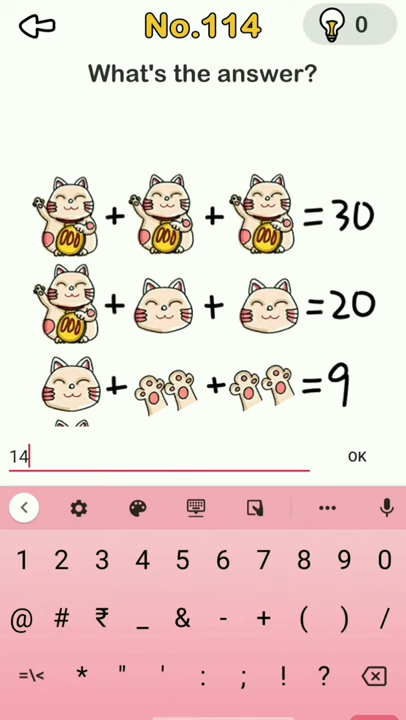 No.114
0
What's the answer?
+ + = 30
+ + = 20
+ + = 9
14
OK
1 2 3 4 5 6 7 8 9 0
@ # ₹ _ & - + ( ) /
=\< * " ' : ; ! ?